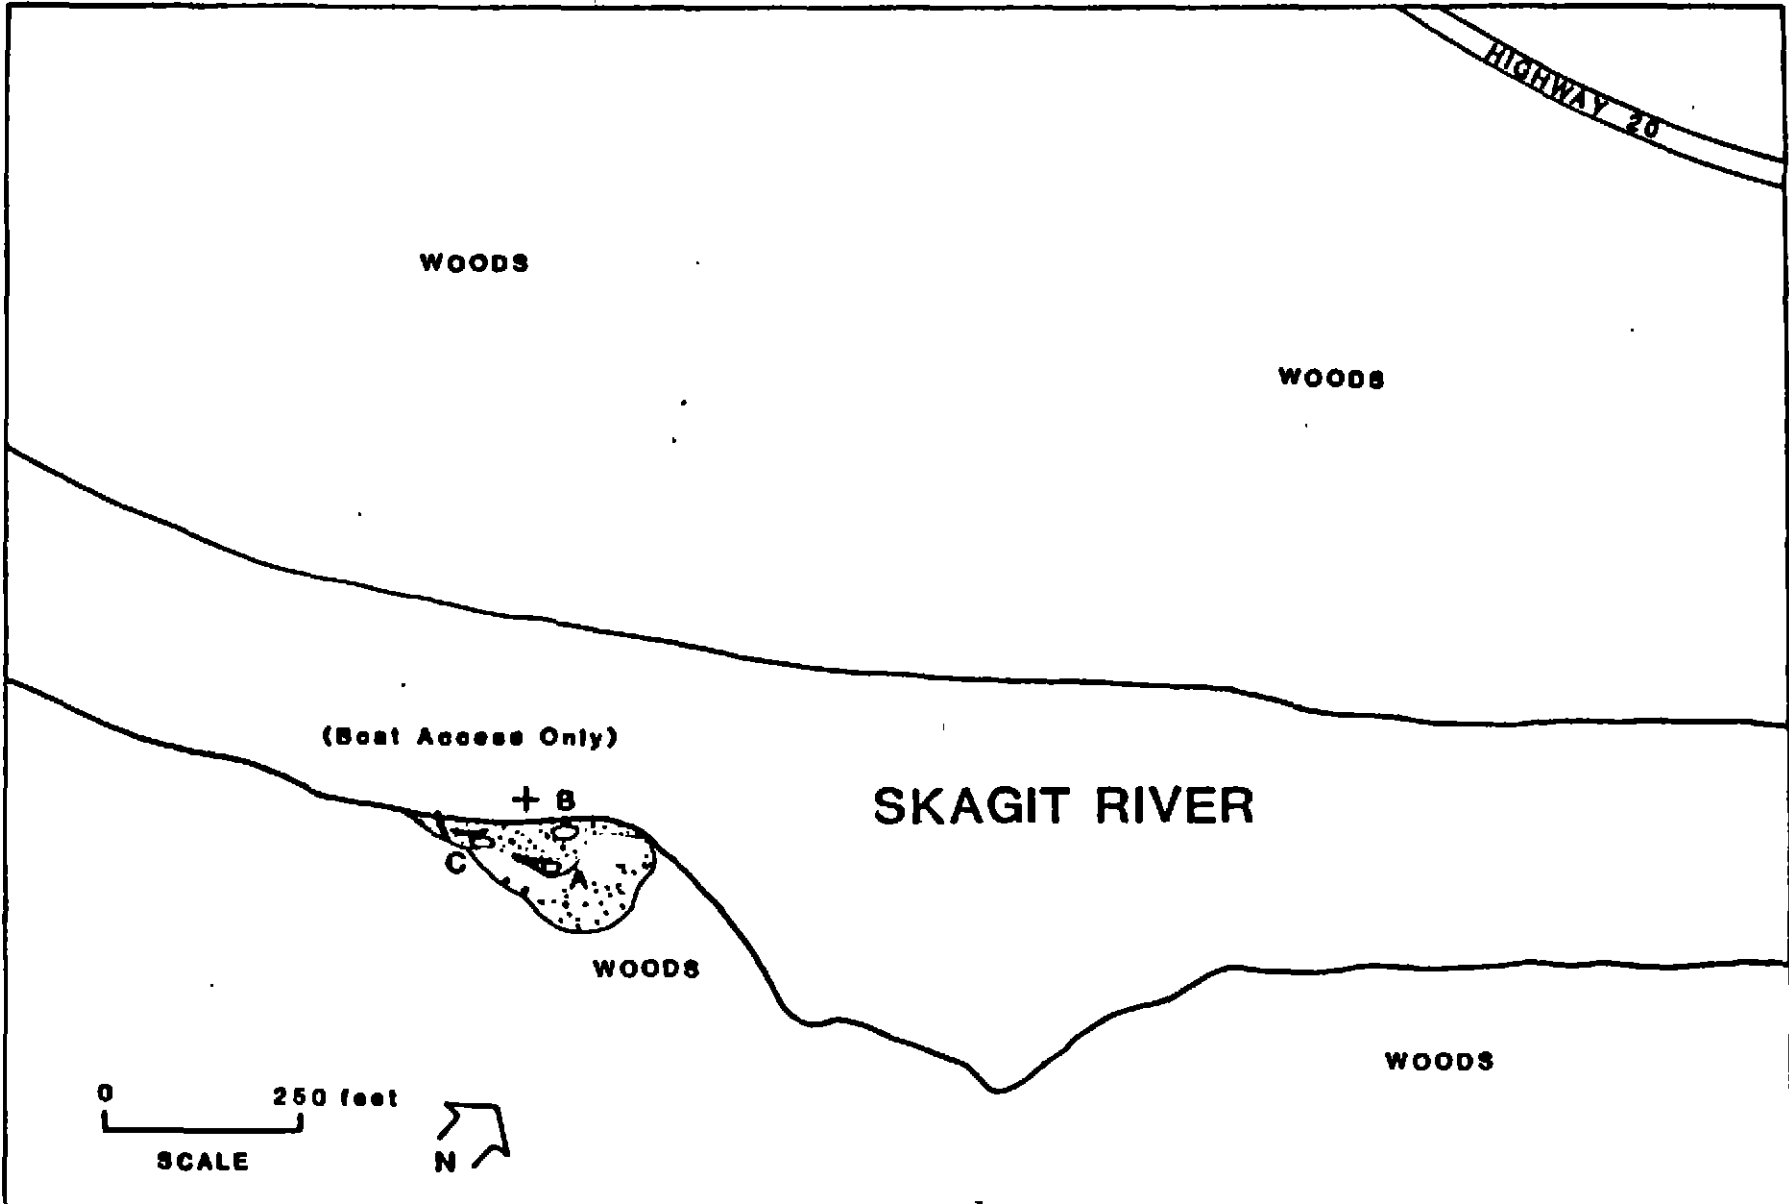 HIGHWAY 20
WOODS
WOODS
(Boat Access Only)
+ B
SKAGIT RIVER
C
A
WOODS
WOODS
0 250 feet
SCALE
N